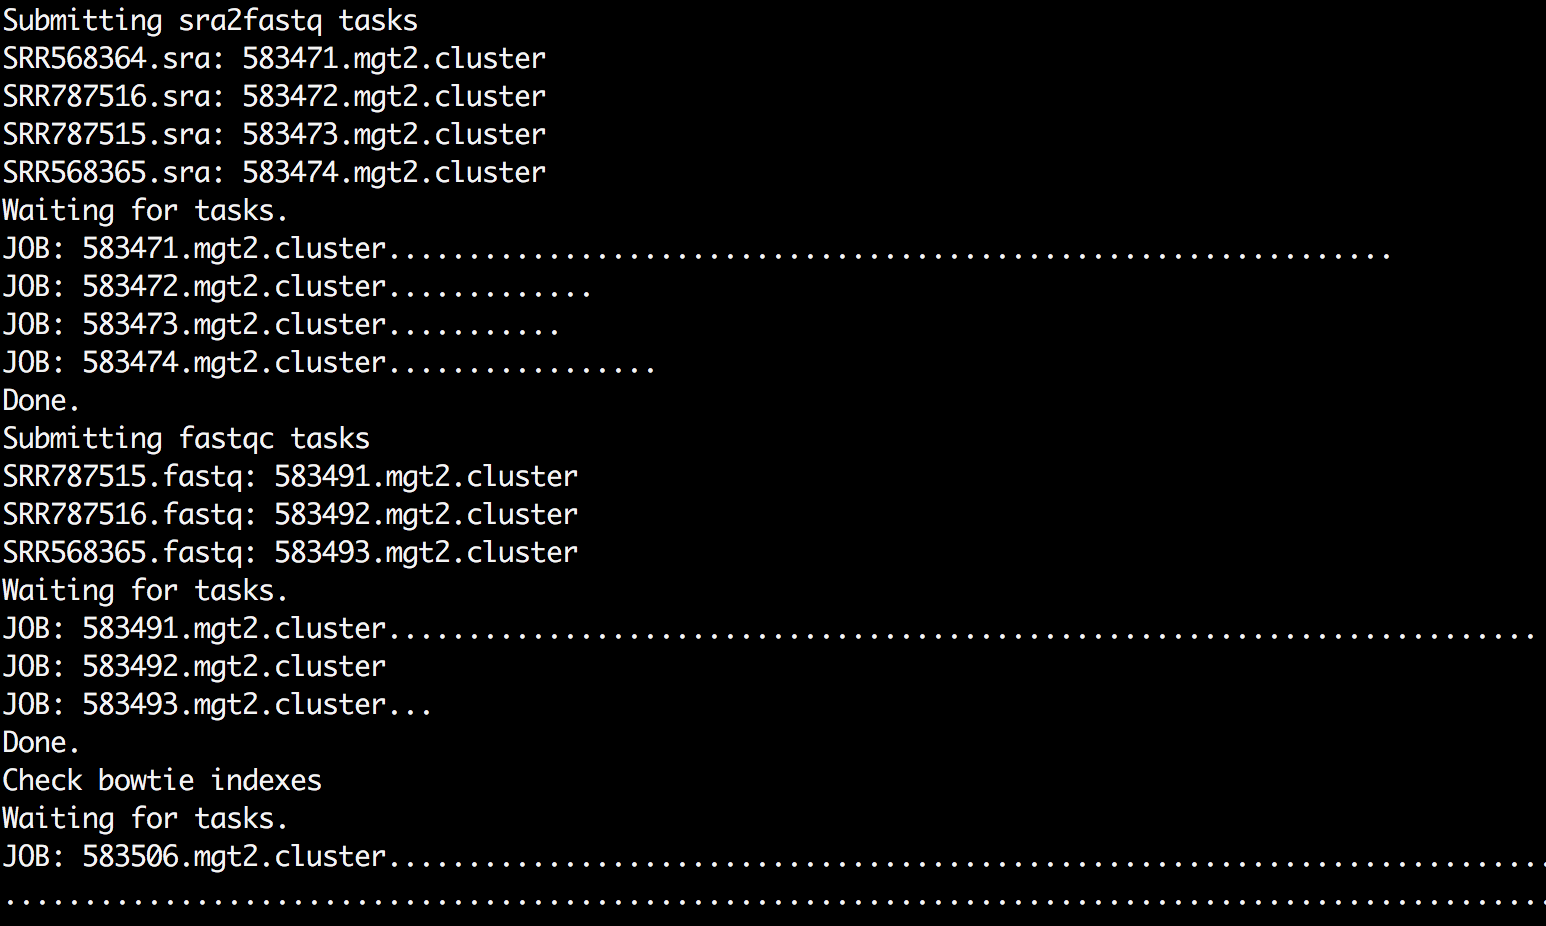 Submitting sra2fastq tasks
SRR568364.sra: 583471.mgt2.cluster
SRR787516.sra: 583472.mgt2.cluster
SRR787515.sra: 583473.mgt2.cluster
SRR568365.sra: 583474.mgt2.cluster
Waiting for tasks.
JOB: 583471.mgt2.cluster...............................................................
JOB: 583472.mgt2.cluster.............
JOB: 583473.mgt2.cluster...........
JOB: 583474.mgt2.cluster.................
Done.
Submitting fastqc tasks
SRR787515.fastq: 583491.mgt2.cluster
SRR787516.fastq: 583492.mgt2.cluster
SRR568365.fastq: 583493.mgt2.cluster
Waiting for tasks.
JOB: 583491.mgt2.cluster........................................................................
JOB: 583492.mgt2.cluster
JOB: 583493.mgt2.cluster...
Done.
Check bowtie indexes
Waiting for tasks.
JOB: 583506.mgt2.cluster.........................................................................
.................................................................................................